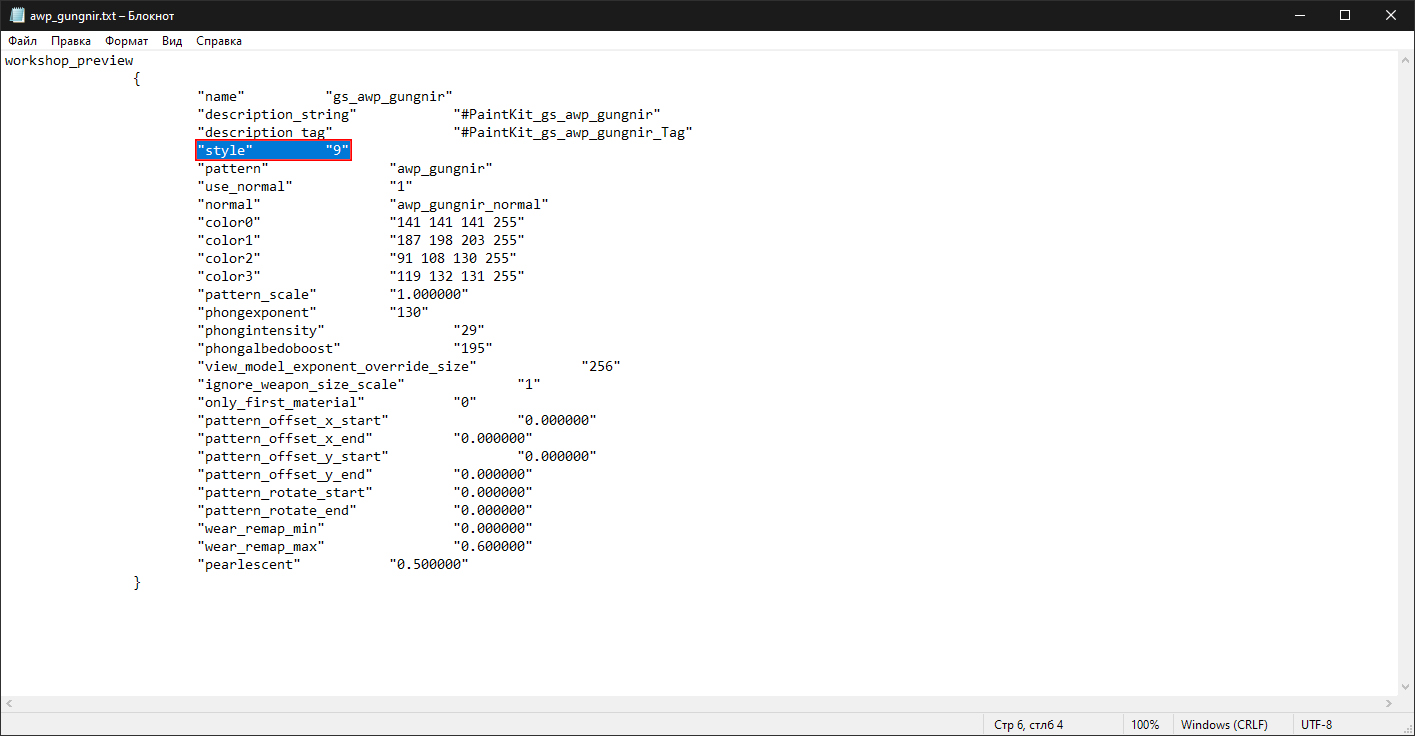 awp_gungnir.txt – Блокнот
Файл Правка Формат Вид Справка
workshop_preview
{
"name" "gs_awp_gungnir"
"description_string" "#PaintKit_gs_awp_gungnir"
"description_tag" "#PaintKit_gs_awp_gungnir_Tag"
"style" "9"
"pattern" "awp_gungnir"
"use_normal" "1"
"normal" "awp_gungnir_normal"
"color0" "141 141 141 255"
"color1" "187 198 203 255"
"color2" "91 108 130 255"
"color3" "119 132 131 255"
"pattern_scale" "1.000000"
"phongexponent" "130"
"phongintensity" "29"
"phongalbedoboost" "195"
"view_model_exponent_override_size" "256"
"ignore_weapon_size_scale" "1"
"only_first_material" "0"
"pattern_offset_x_start" "0.000000"
"pattern_offset_x_end" "0.000000"
"pattern_offset_y_start" "0.000000"
"pattern_offset_y_end" "0.000000"
"pattern_rotate_start" "0.000000"
"pattern_rotate_end" "0.000000"
"wear_remap_min" "0.000000"
"wear_remap_max" "0.600000"
"pearlescent" "0.500000"
}
Стр 6, стлб 4 100% Windows (CRLF) UTF-8